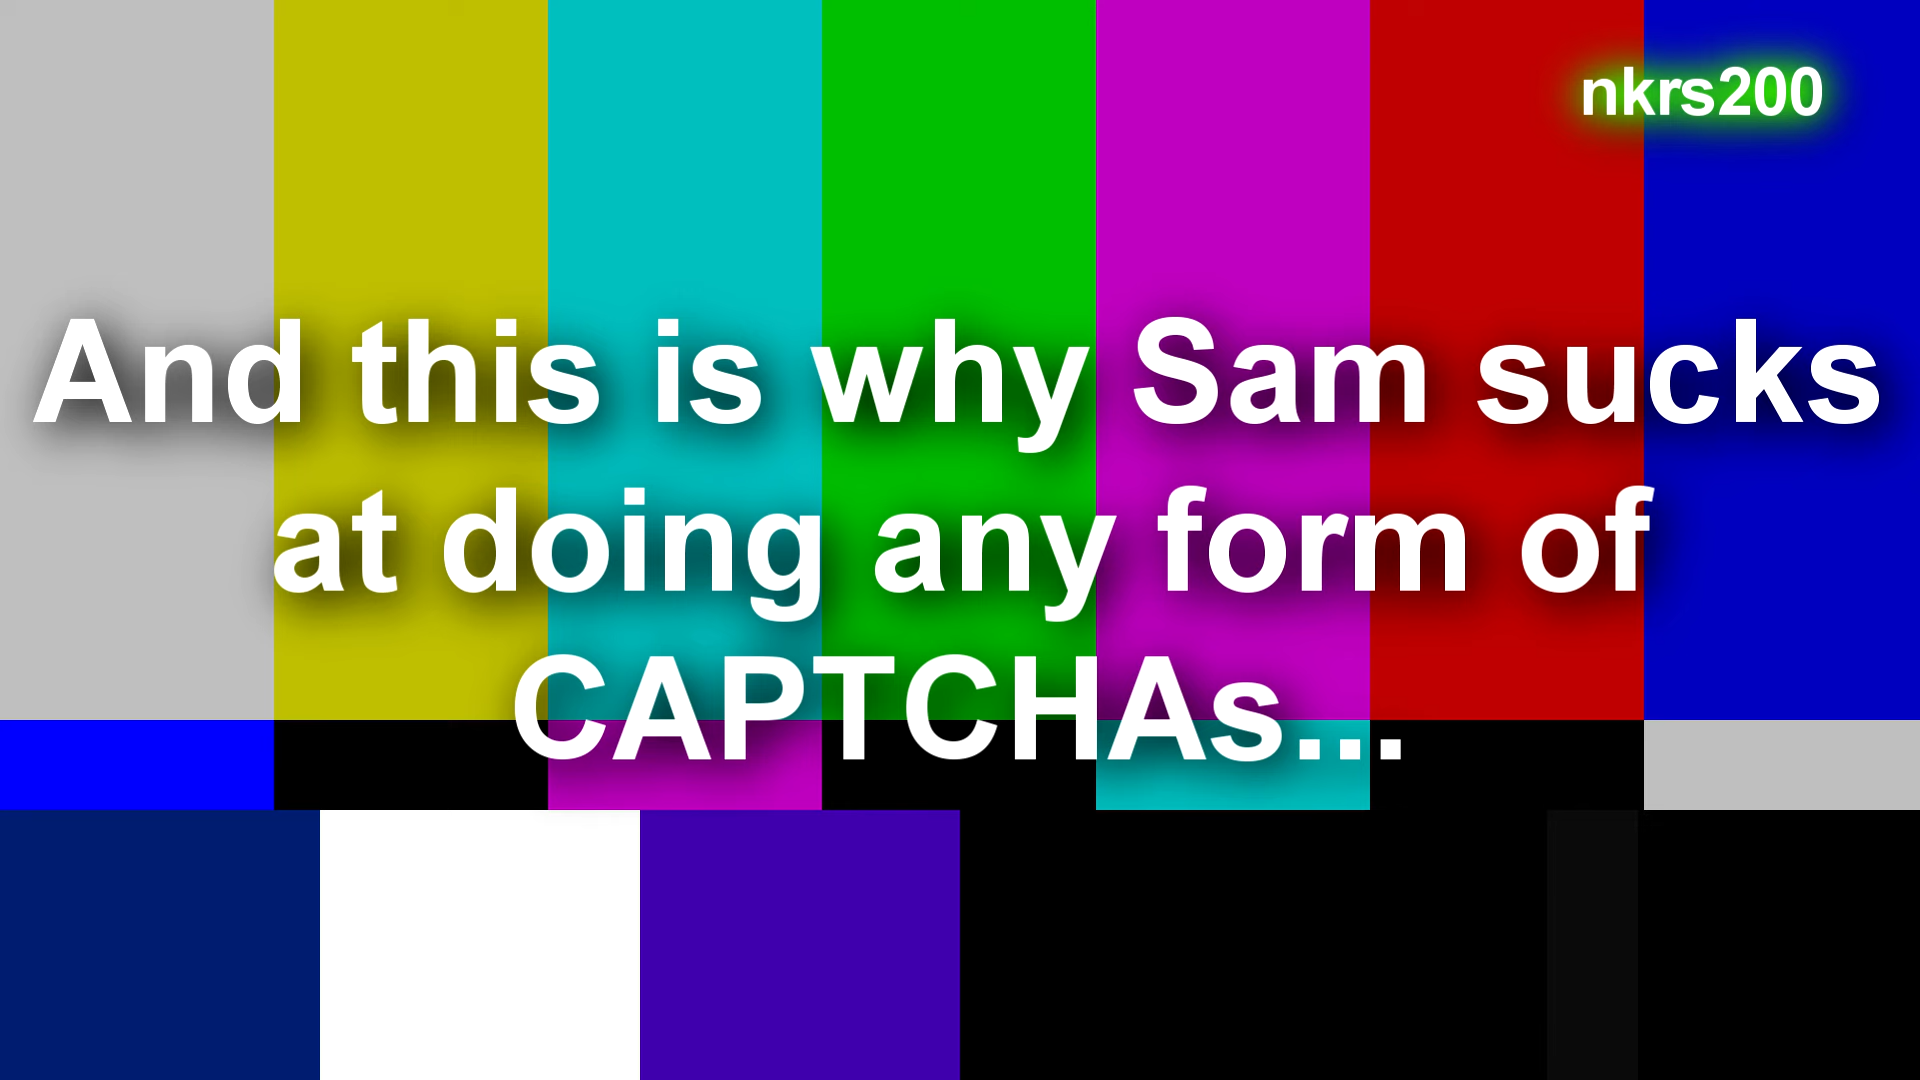 nkrs200
And this is why Sam sucks
at doing any form of
CAPTCHAs...